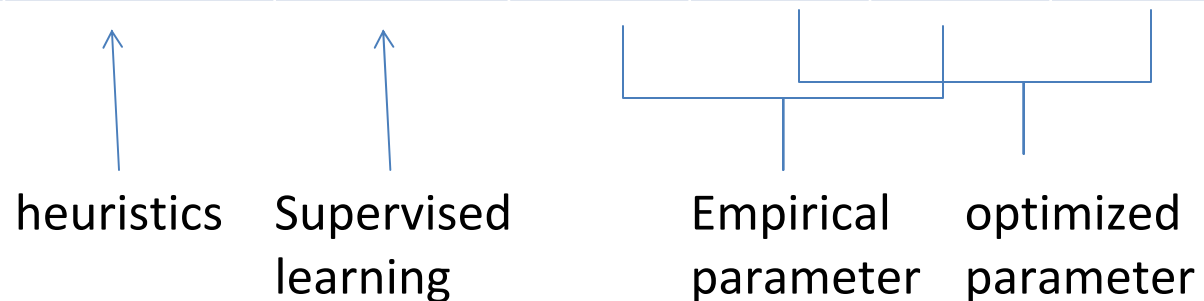 heuristics
Supervised
learning
Empirical
parameter
optimized
parameter